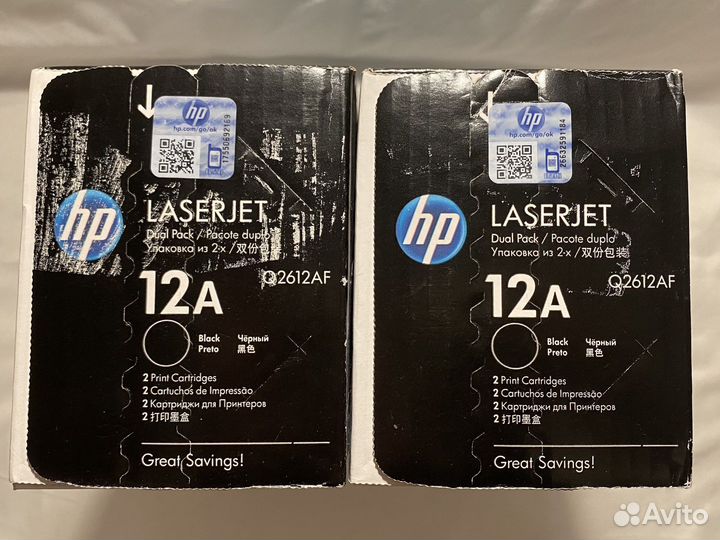 hp
hp.com/go/ok
17550692169
hp
LASERJET
Dual Pack / Pacote duplo
Упаковка из 2-х /双份包装
12A
Q2612AF
Black Чёрный
Preto 黑色
2 Print Cartridges
2 Cartuchos de Impressão
2 Картриджи для Принтеров
2 打印墨盒
Great Savings!
hp
hp.com/go/ok
26632591184
hp
LASERJET
Dual Pack / Pacote duplo
Упаковка из 2-х /双份包装
12A
Q2612AF
Black Чёрный
Preto 黑色
2 Print Cartridges
2 Cartuchos de Impressão
2 Картриджи для Принтеров
2 打印墨盒
Great Savings!
Avito